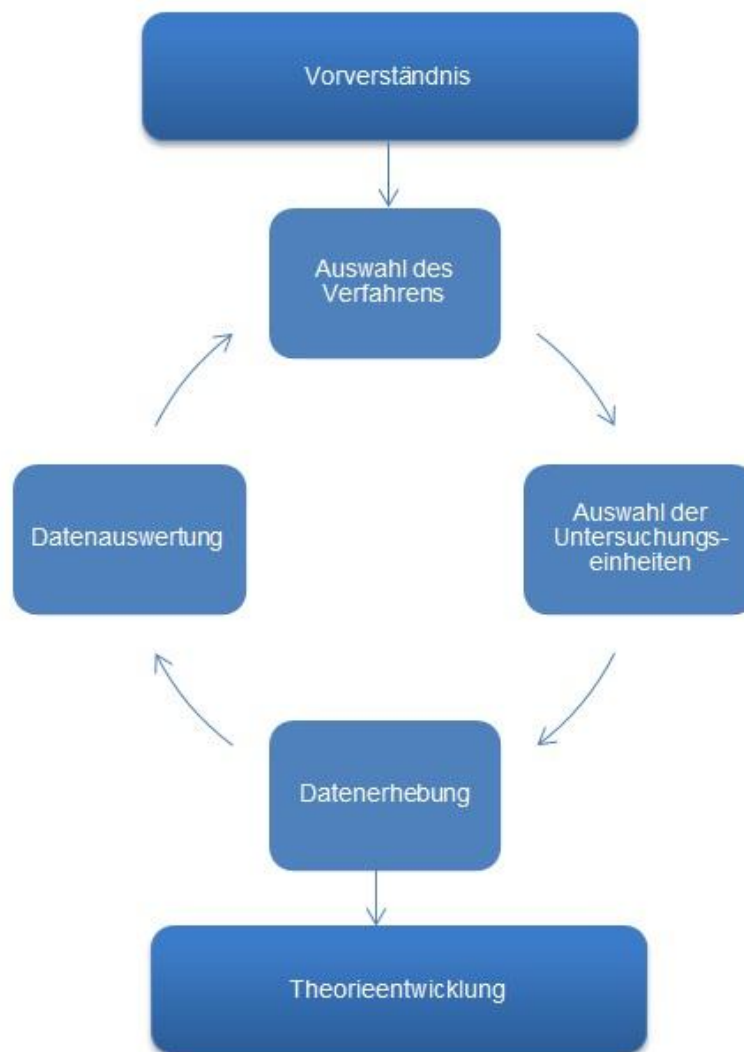 Vorverständnis
Auswahl des
Verfahrens
Datenauswertung
Auswahl der
Untersuchungs-
einheiten
Datenerhebung
Theorieentwicklung